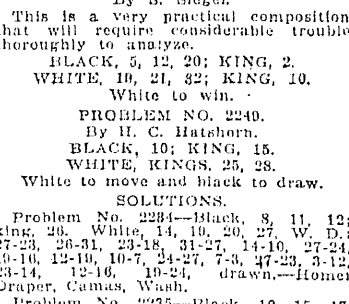 By S. Siegel.
This is a very practical composition
that will require considerable trouble
thoroughly to analyze.
BLACK, 5, 12, 20; KING, 2.
WHITE, 19, 21, 32; KING, 10.
White to win.
PROBLEM NO. 2249.
By H. C. Hatshorn.
BLACK, 10; KING, 15.
WHITE, KINGS, 25, 28.
White to move and black to draw.
SOLUTIONS.
Problem No. 2234—Black, 8, 11, 12;
king, 26. White, 14, 19, 20, 27, W. D.:
27-23, 26-31, 23-18, 31-27, 14-10, 27-24,
12-19, 10-7, 24-27, 7-3, 27-23, 3-12,
23-14, 12-16, 19-24, drawn.—Homer
Draper, Camas, Wash.
Problem No.